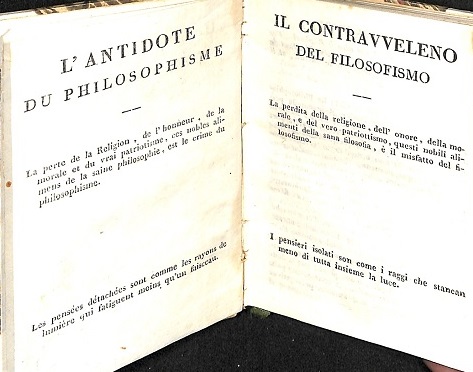 L'ANTIDOTE
DU PHILOSOPHISME
La perte de la Religion, de l'honneur, de la
morale et du vrai patriotisme, ces nobles ali-
mens de la saine philosophie, est le crime du
philosophisme.
Les pensées détachées sont comme les rayons de
lumière qui fatiguent moins qu'un faisceau.
IL CONTRAVVELENO
DEL FILOSOFISMO
La perdita della religione, dell' onore, della mo-
rale, e del vero patriottismo, questi nobili ali-
menti della sana filosofia, é il misfatto del fi-
losofismo.
I pensieri isolati son come i raggi che stancan
meno di tutta insieme la luce.